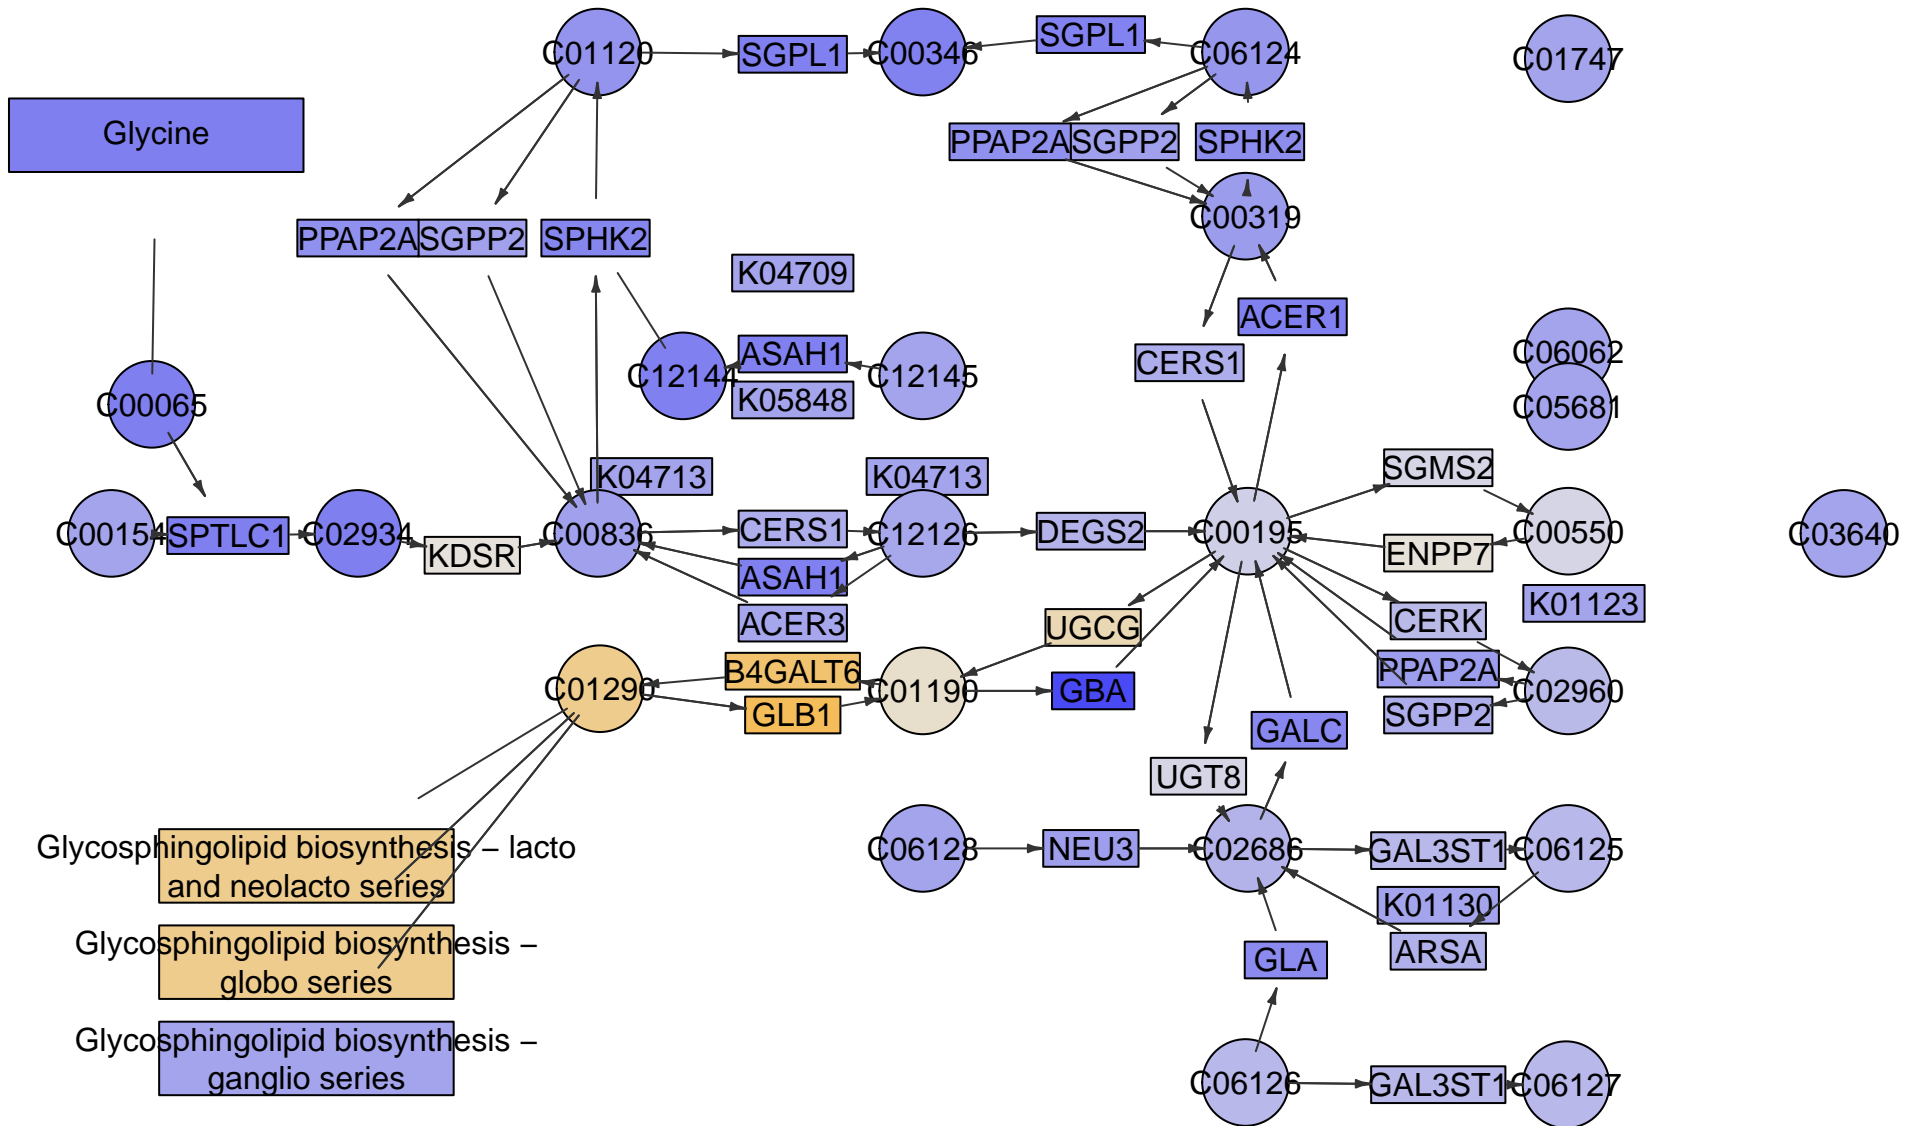 C01120
SGPL1
C00346
SGPL1
C06124
C01747
Glycine
PPAP2A
SGPP2
SPHK2
C00319
PPAP2A
SGPP2
SPHK2
K04709
ACER1
C06062
CERS1
C12144
ASAH1
C12145
K05848
C00065
C05681
K04713
K04713
SGMS2
C00154
SPTLC1
C02934
KDSR
C00836
CERS1
C12126
DEGS2
C00195
C00550
C03640
ENPP7
ASAH1
K01123
ACER3
UGCG
CERK
B4GALT6
PPAP2A
C01290
C01190
GBA
C02960
GLB1
SGPP2
GALC
UGT8
Glycosphingolipid biosynthesis – lacto
and neolacto series
C06128
NEU3
C02686
GAL3ST1
C06125
K01130
Glycosphingolipid biosynthesis –
globo series
GLA
ARSA
Glycosphingolipid biosynthesis –
ganglio series
C06126
GAL3ST1
C06127